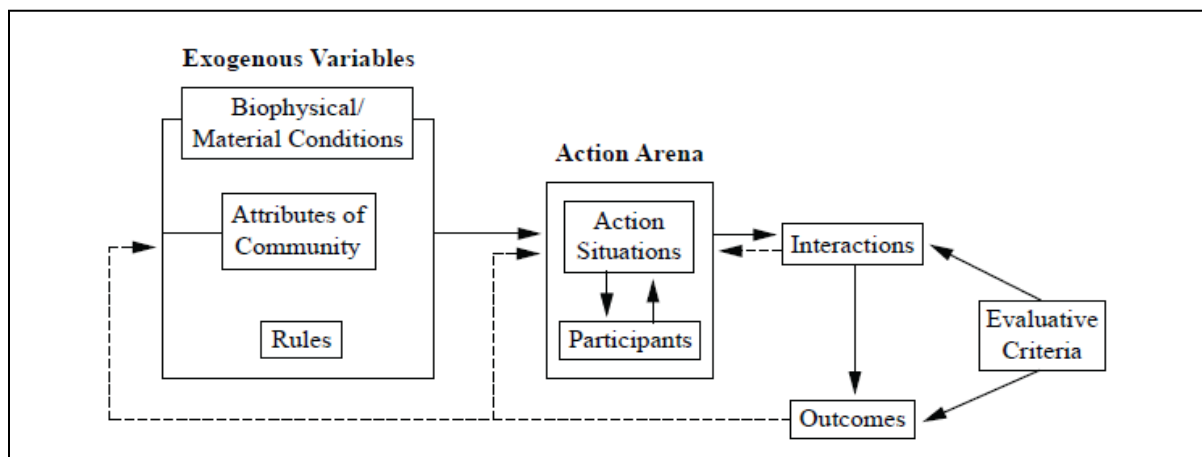 Exogenous Variables
Biophysical/
Material Conditions
Attributes of
Community
Rules
Action Arena
Action
Situations
Participants
Interactions
Outcomes
Evaluative
Criteria